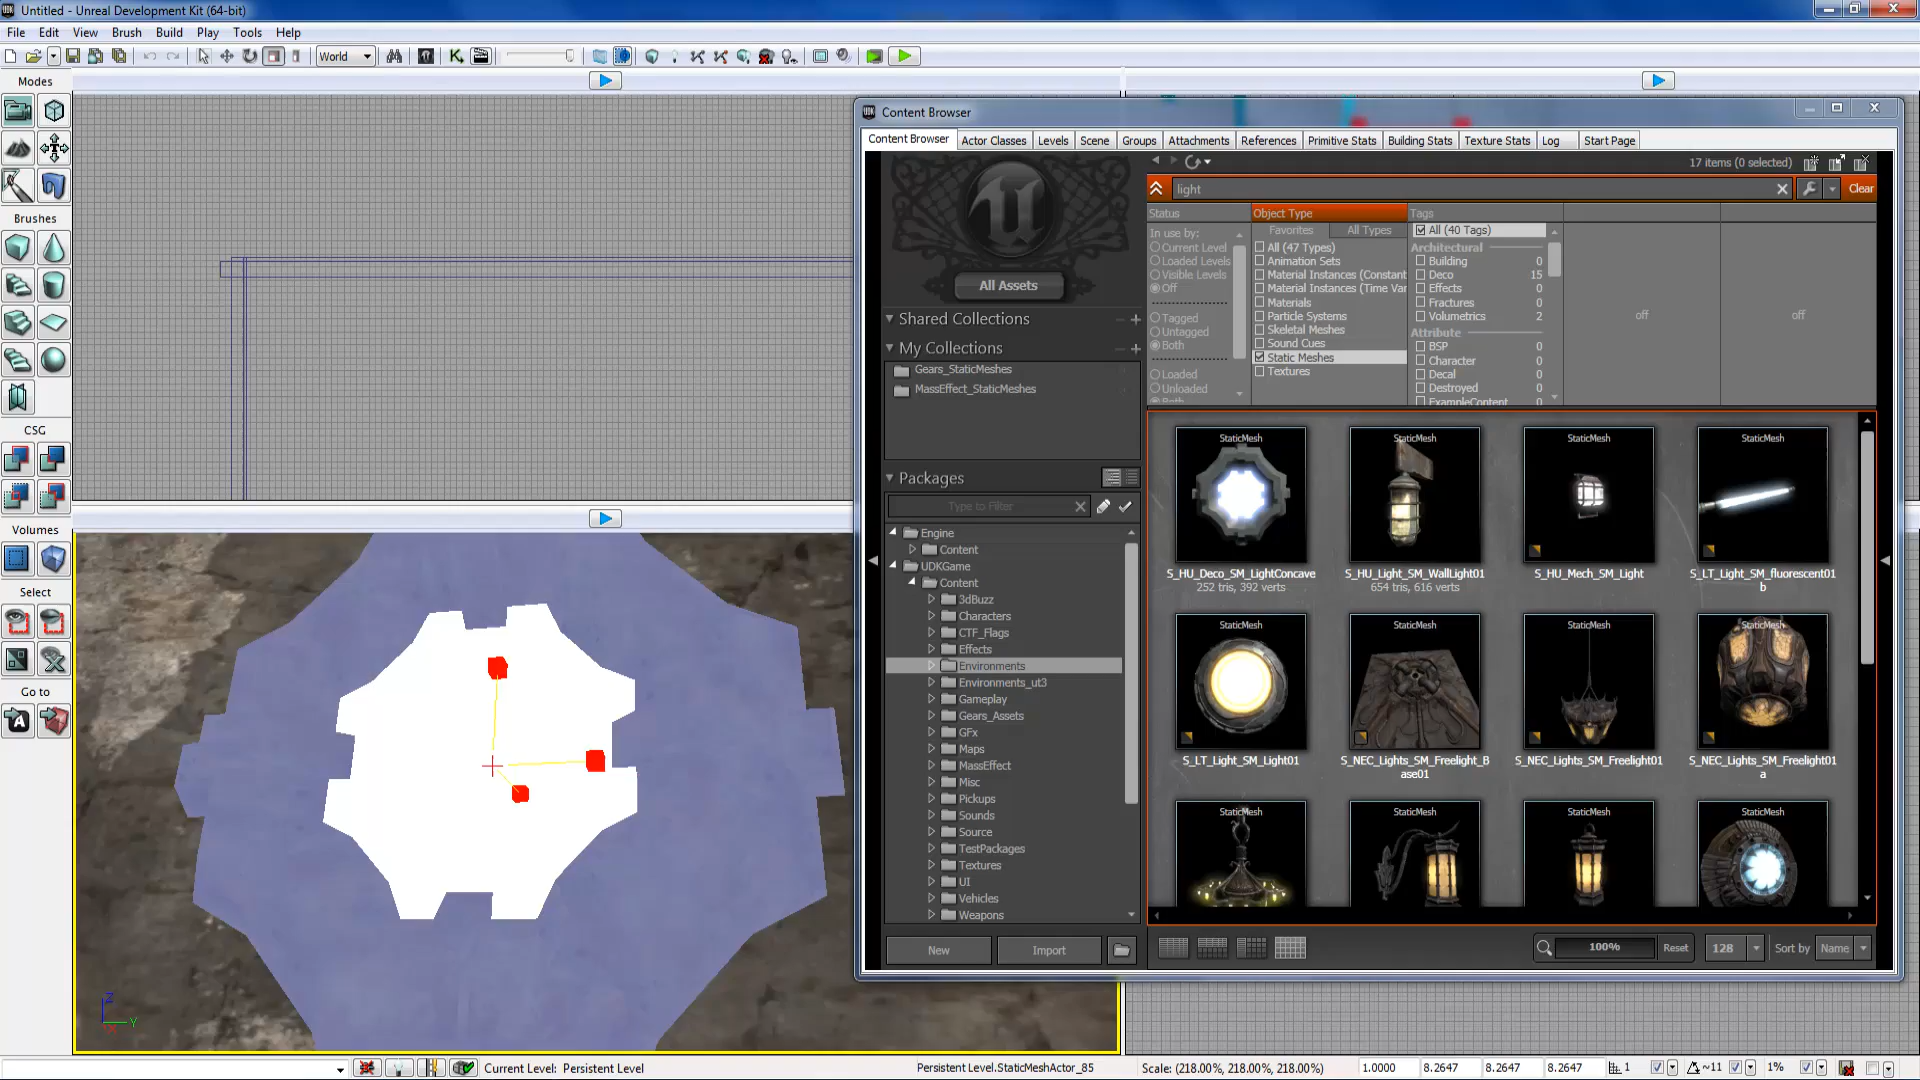 Untitled - Unreal Development Kit (64-bit)
File Edit View Brush Build Play Tools Help
World
Modes
Brushes
CSG
Volumes
Select
Go to
Content Browser
Content Browser Actor Classes Levels Scene Groups Attachments References Primitive Stats Building Stats Texture Stats Log Start Page
17 items (0 selected)
light
Clear
Status
In use by:
Current Level
Loaded Levels
Visible Levels
Off
Tagged
Untagged
Both
Loaded
Unloaded
Both
Object Type
Favorites All Types
All (47 Types)
Animation Sets
Material Instances (Constant
Material Instances (Time Var
Materials
Particle Systems
Skeletal Meshes
Sound Cues
Static Meshes
Textures
Tags
All (40 Tags)
Architectural
Building 0
Deco 15
Effects 0
Fractures 0
Volumetrics 2
Attribute
BSP 0
Character 0
Decal 0
Destroyed 0
ExampleContent 0
off
off
All Assets
Shared Collections
My Collections
Gears_StaticMeshes
MassEffect_StaticMeshes
Packages
Type to Filter
Engine
Content
UDKGame
Content
3dBuzz
Characters
CTF_Flags
Effects
Environments
Environments_ut3
Gameplay
Gears_Assets
GFx
Maps
MassEffect
Misc
Pickups
Sounds
Source
TestPackages
Textures
UI
Vehicles
Weapons
New Import
StaticMesh StaticMesh StaticMesh StaticMesh
S_HU_Deco_SM_LightConcave
252 tris, 392 verts
S_HU_Light_SM_WallLight01
654 tris, 616 verts
S_HU_Mech_SM_Light
S_LT_Light_SM_fluorescent01
b
StaticMesh StaticMesh StaticMesh StaticMesh
S_LT_Light_SM_Light01
S_NEC_Lights_SM_Freelight_B
ase01
S_NEC_Lights_SM_Freelight01
S_NEC_Lights_SM_Freelight01
a
StaticMesh StaticMesh StaticMesh StaticMesh
100% Reset 128 Sort by Name
Z
Y
X
Current Level: Persistent Level
Persistent Level.StaticMeshActor_85
Scale: (218.00%, 218.00%, 218.00%)
1.0000 8.2647 8.2647 8.2647 1 ~11 1%